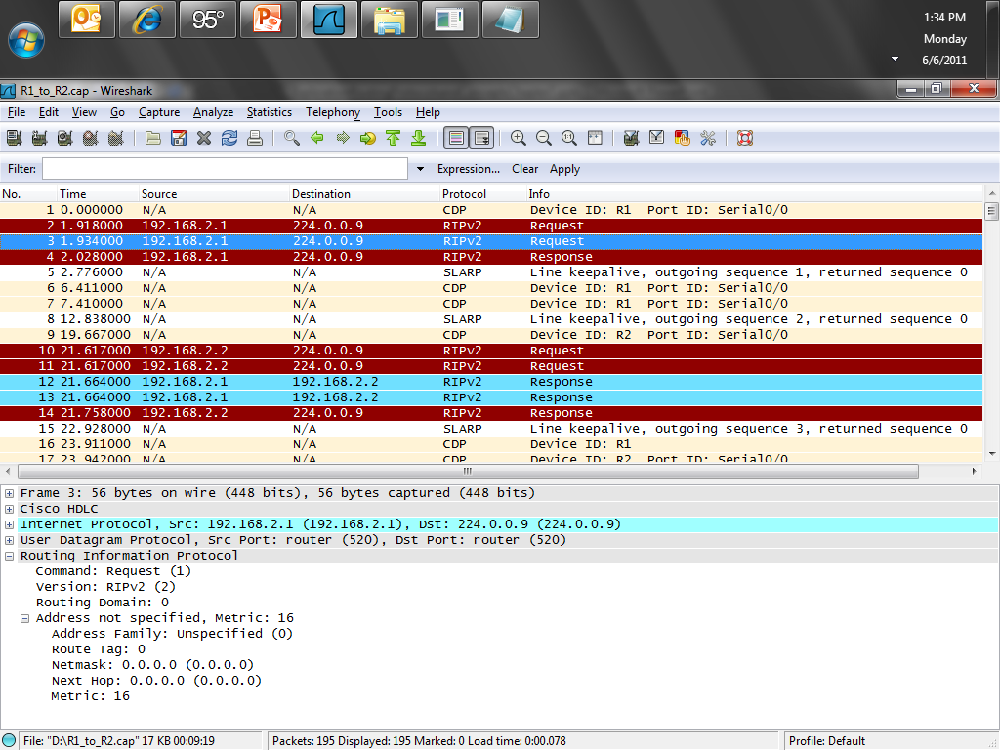 95°
1:34 PM
Monday
6/6/2011
R1_to_R2.cap - Wireshark
File Edit View Go Capture Analyze Statistics Telephony Tools Help
Filter: Expression... Clear Apply
No. Time Source Destination Protocol Info
1 0.000000 N/A N/A CDP Device ID: R1 Port ID: Serial0/0
2 1.918000 192.168.2.1 224.0.0.9 RIPv2 Request
3 1.934000 192.168.2.1 224.0.0.9 RIPv2 Request
4 2.028000 192.168.2.1 224.0.0.9 RIPv2 Response
5 2.776000 N/A N/A SLARP Line keepalive, outgoing sequence 1, returned sequence 0
6 6.411000 N/A N/A CDP Device ID: R1 Port ID: Serial0/0
7 7.410000 N/A N/A CDP Device ID: R1 Port ID: Serial0/0
8 12.838000 N/A N/A SLARP Line keepalive, outgoing sequence 2, returned sequence 0
9 19.667000 N/A N/A CDP Device ID: R2 Port ID: Serial0/0
10 21.617000 192.168.2.2 224.0.0.9 RIPv2 Request
11 21.617000 192.168.2.2 224.0.0.9 RIPv2 Request
12 21.664000 192.168.2.1 192.168.2.2 RIPv2 Response
13 21.664000 192.168.2.1 192.168.2.2 RIPv2 Response
14 21.758000 192.168.2.2 224.0.0.9 RIPv2 Response
15 22.928000 N/A N/A SLARP Line keepalive, outgoing sequence 3, returned sequence 0
16 23.911000 N/A N/A CDP Device ID: R1
17 23.942000 N/A N/A CDP Device ID: R2 Port ID: Serial0/0
Frame 3: 56 bytes on wire (448 bits), 56 bytes captured (448 bits)
Cisco HDLC
Internet Protocol, Src: 192.168.2.1 (192.168.2.1), Dst: 224.0.0.9 (224.0.0.9)
User Datagram Protocol, Src Port: router (520), Dst Port: router (520)
Routing Information Protocol
Command: Request (1)
Version: RIPv2 (2)
Routing Domain: 0
Address not specified, Metric: 16
Address Family: Unspecified (0)
Route Tag: 0
Netmask: 0.0.0.0 (0.0.0.0)
Next Hop: 0.0.0.0 (0.0.0.0)
Metric: 16
File: "D:\R1_to_R2.cap" 17 KB 00:09:19 Packets: 195 Displayed: 195 Marked: 0 Load time: 0:00.078 Profile: Default